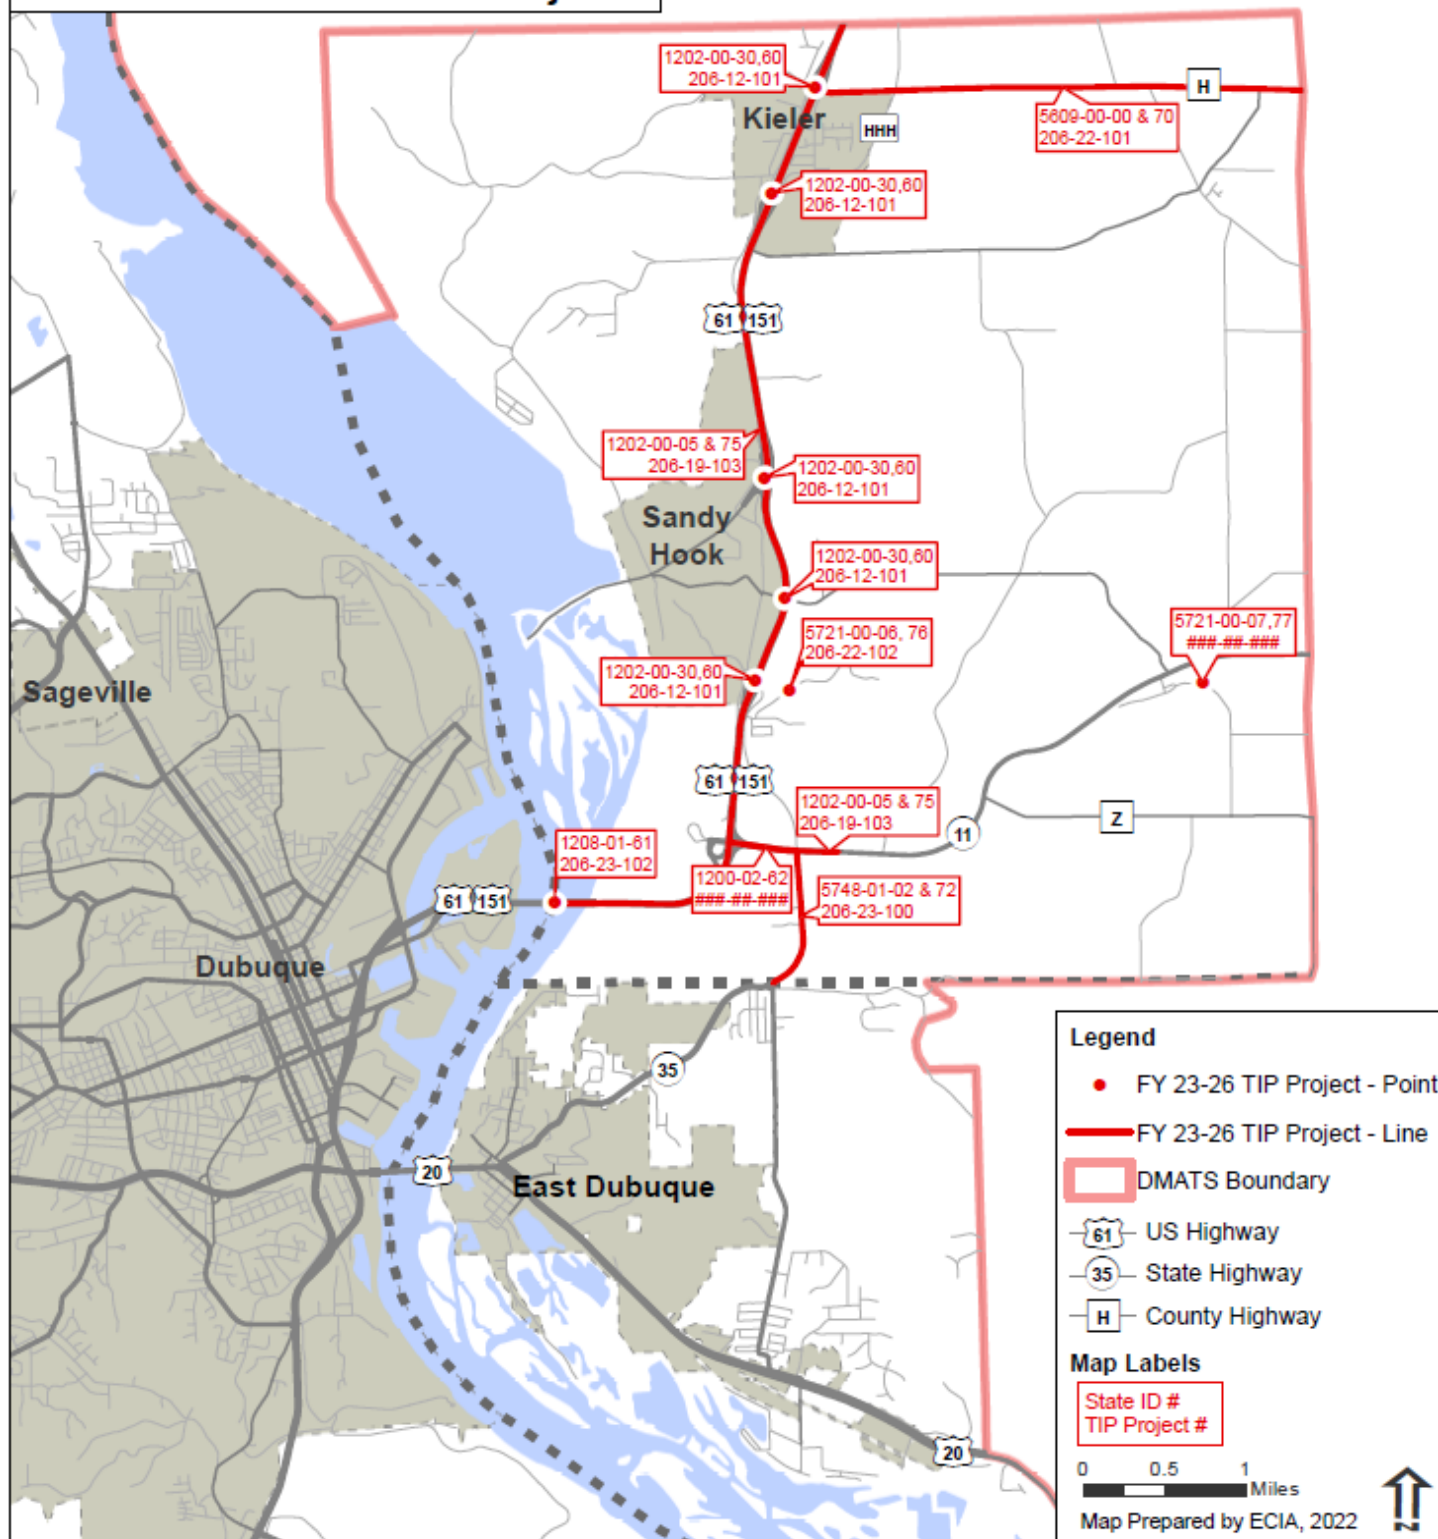 1202-00-30,60
206-12-101
H
Kieler
HHH
5609-00-00 & 70
206-22-101
1202-00-30,60
206-12-101
61 151
1202-00-05 & 75
206-19-103
1202-00-30,60
206-12-101
Sandy
Hook
1202-00-30,60
206-12-101
5721-00-07,77
###-##-###
5721-00-06, 76
206-22-102
1202-00-30,60
206-12-101
Sageville
61 151
1202-00-05 & 75
206-19-103
Z
11
1208-01-61
206-23-102
1200-02-62
###-##-###
5748-01-02 & 72
206-23-100
61 151
Dubuque
35
20
East Dubuque
20
Legend
FY 23-26 TIP Project - Point
FY 23-26 TIP Project - Line
DMATS Boundary
61 US Highway
35 State Highway
H County Highway
Map Labels
State ID #
TIP Project #
0 0.5 1
Miles
Map Prepared by ECIA, 2022
N